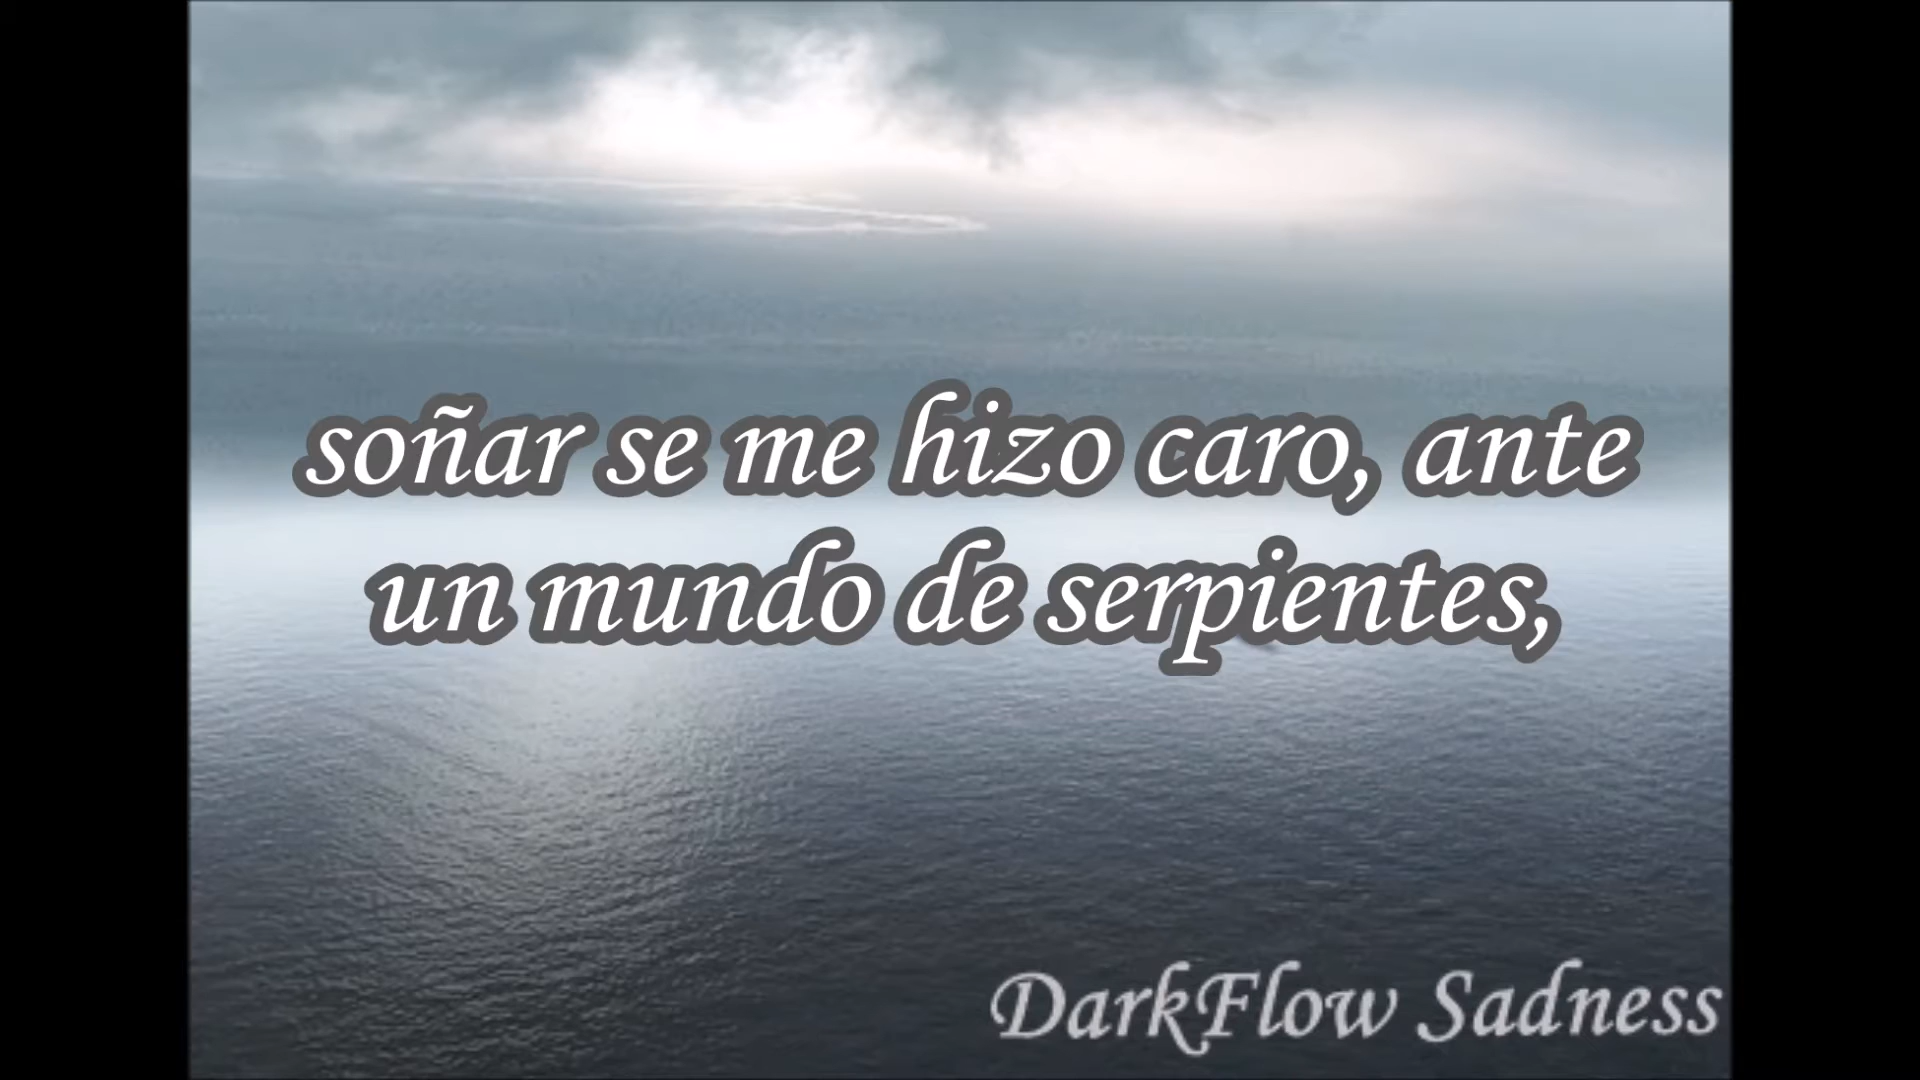 soñar se me hizo caro, ante
un mundo de serpientes,
DarkFlow Sadness